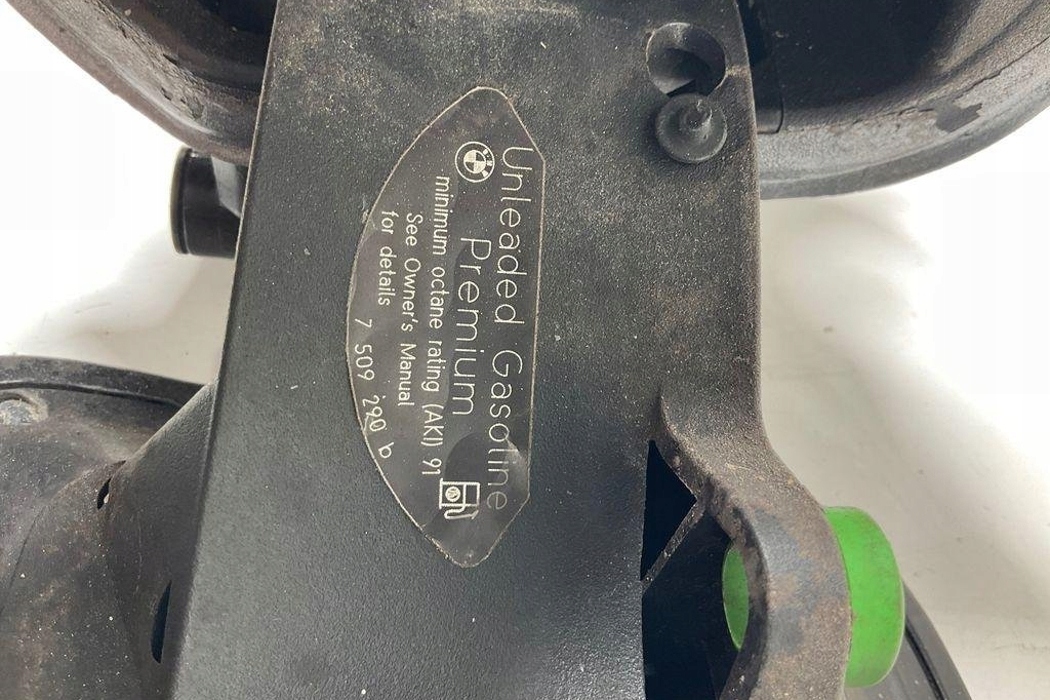 Unleaded Gasoline
Premium
minimum octane rating (AKI) 91
See Owner's Manual
for details
7 509 290 b